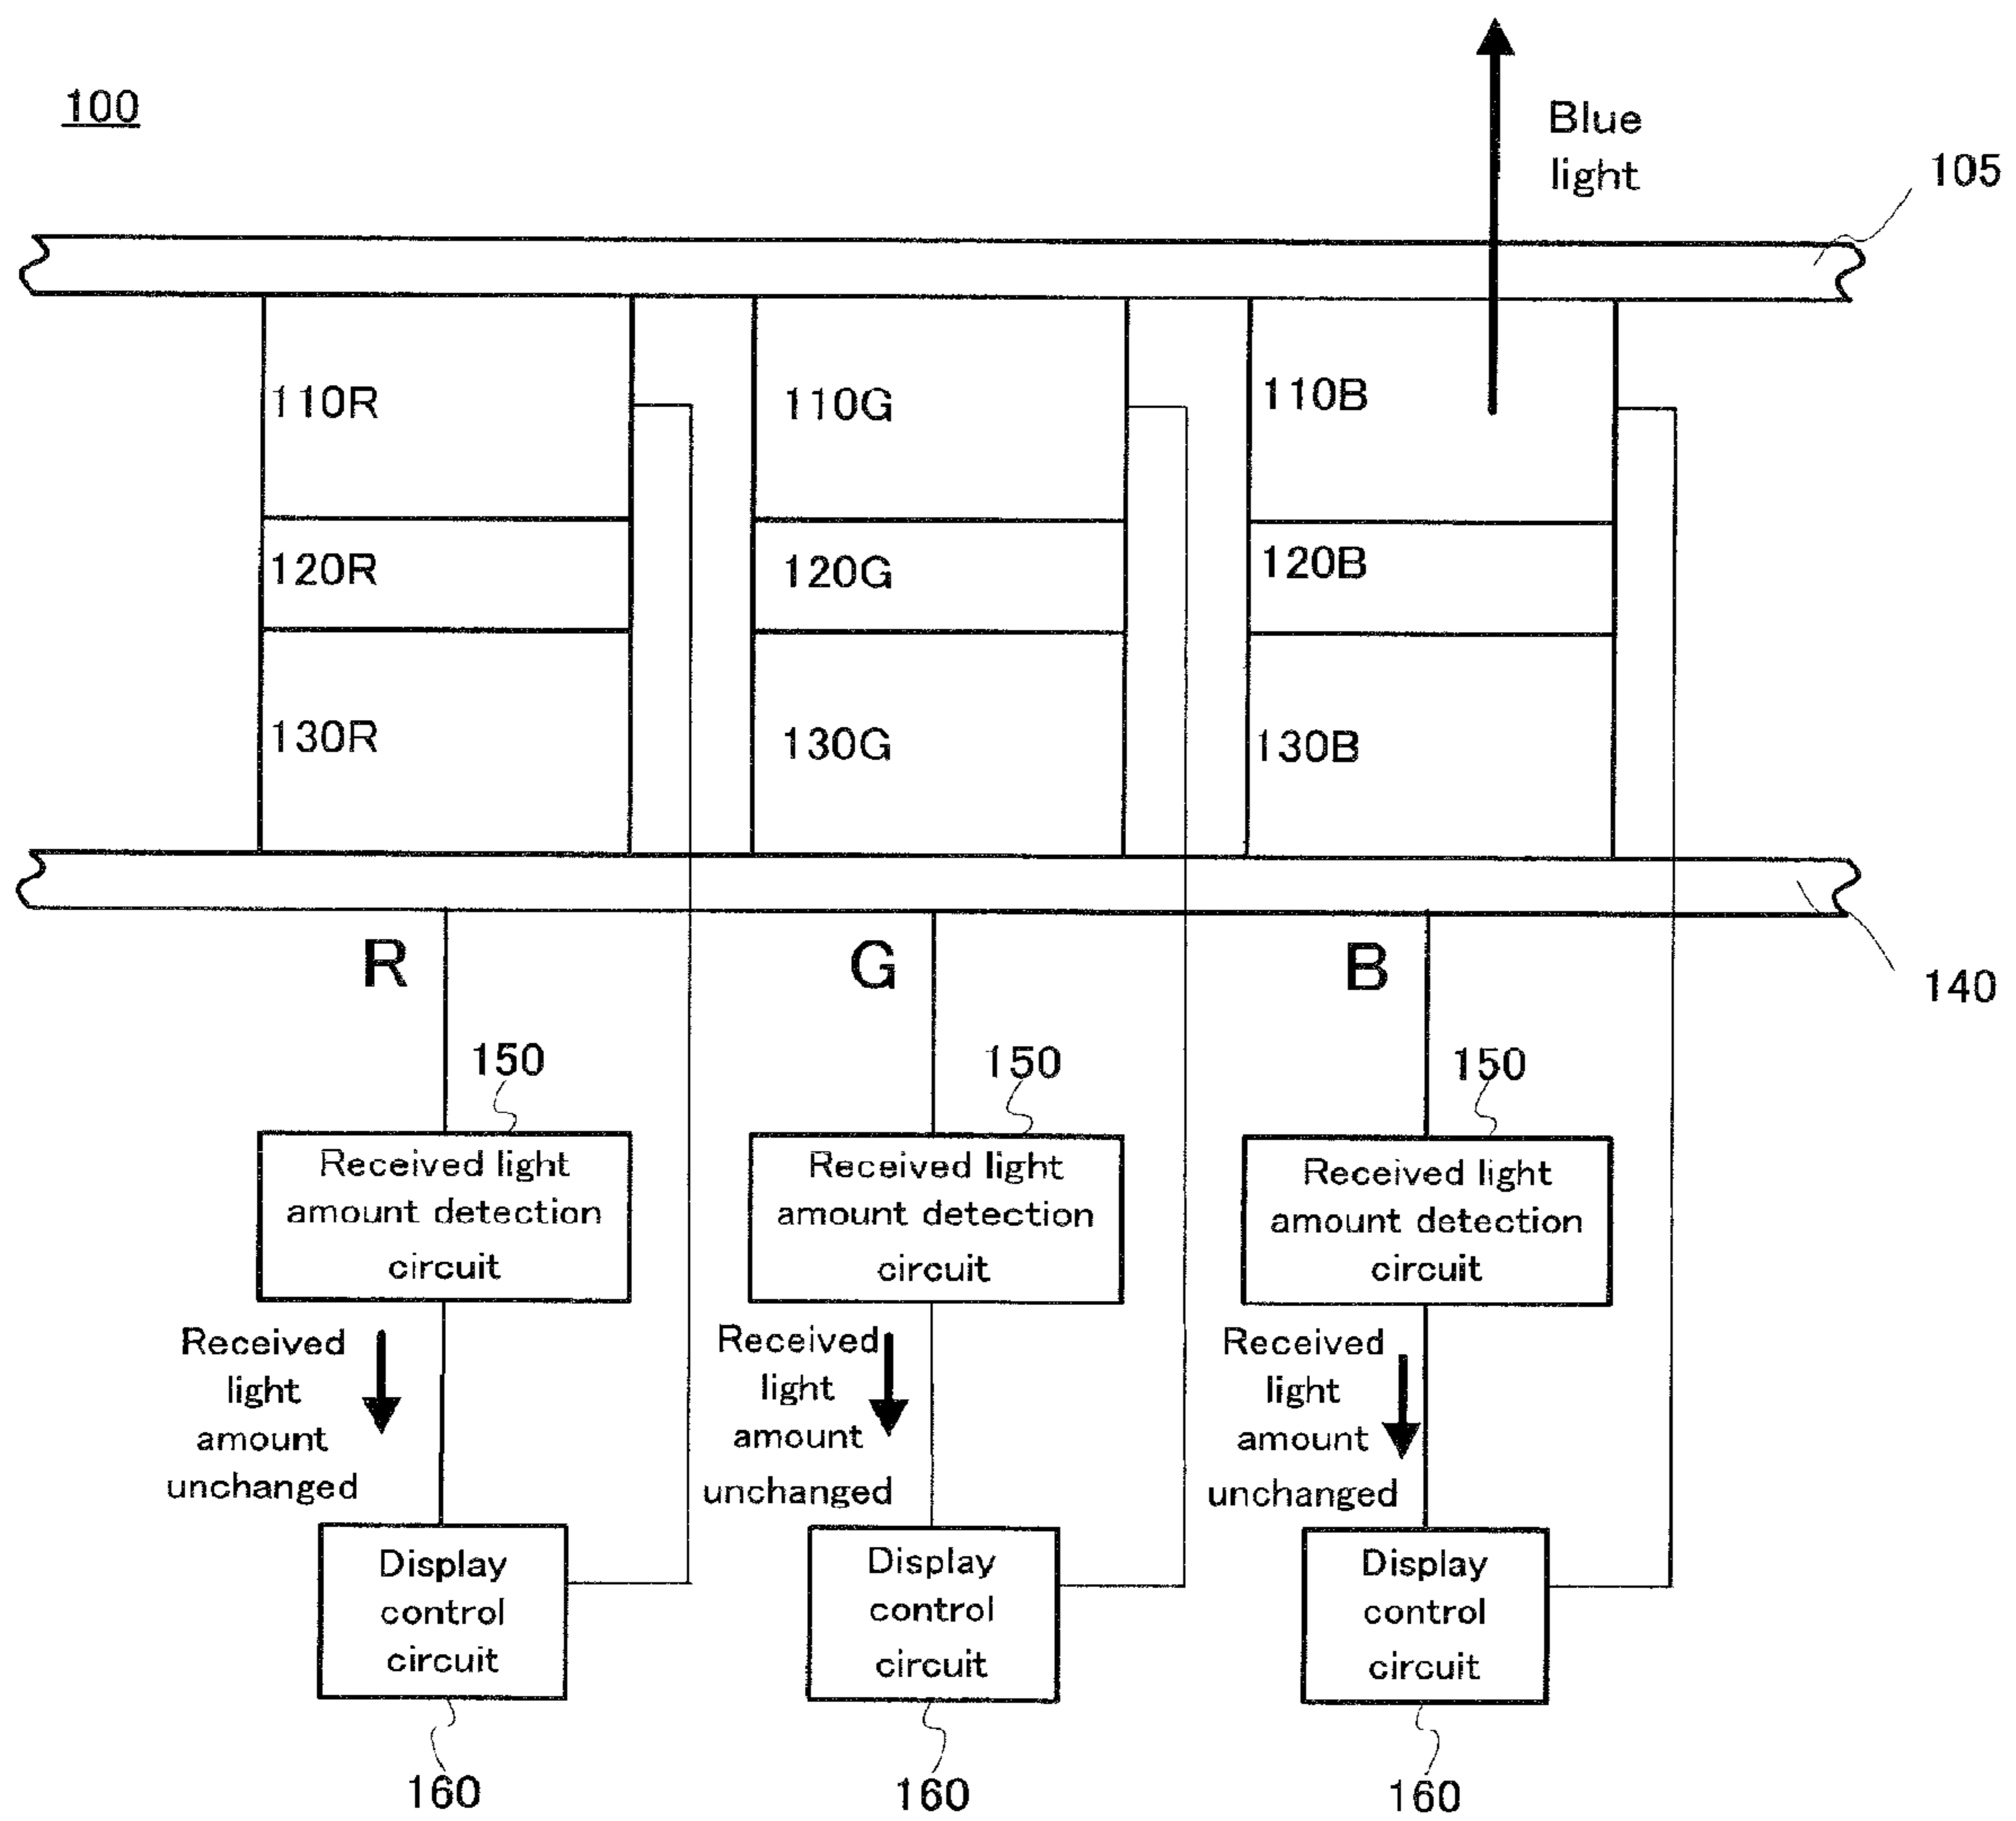 100
Blue
light
105
110R
110G
110B
120R
120G
120B
130R
130G
130B
140
R
G
B
150
150
150
Received light
amount detection
circuit
Received light
amount detection
circuit
Received light
amount detection
circuit
Received
light
amount
unchanged
Received
light
amount
unchanged
Received
light
amount
unchanged
Display
control
circuit
Display
control
circuit
Display
control
circuit
160
160
160